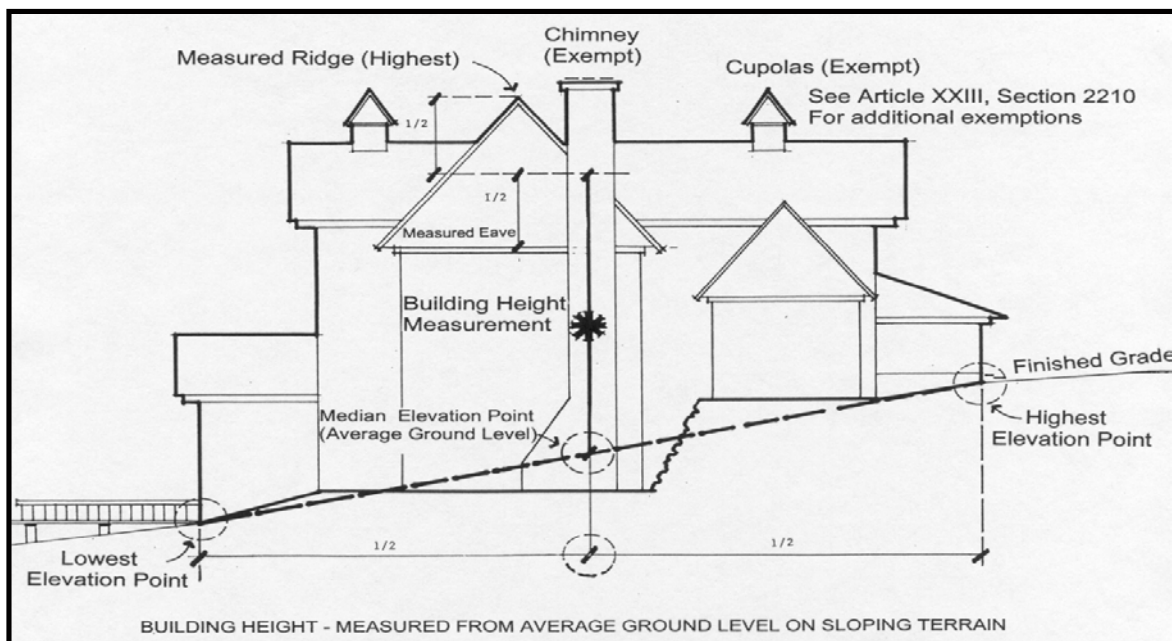 Chimney
(Exempt)
Measured Ridge (Highest)
Cupolas (Exempt)
See Article XXIII, Section 2210
For additional exemptions
1/2
1/2
Measured Eave
Building Height
Measurement
Finished Grade
Median Elevation Point
(Average Ground Level)
Highest
Elevation Point
Lowest
Elevation Point
1/2
1/2
BUILDING HEIGHT - MEASURED FROM AVERAGE GROUND LEVEL ON SLOPING TERRAIN